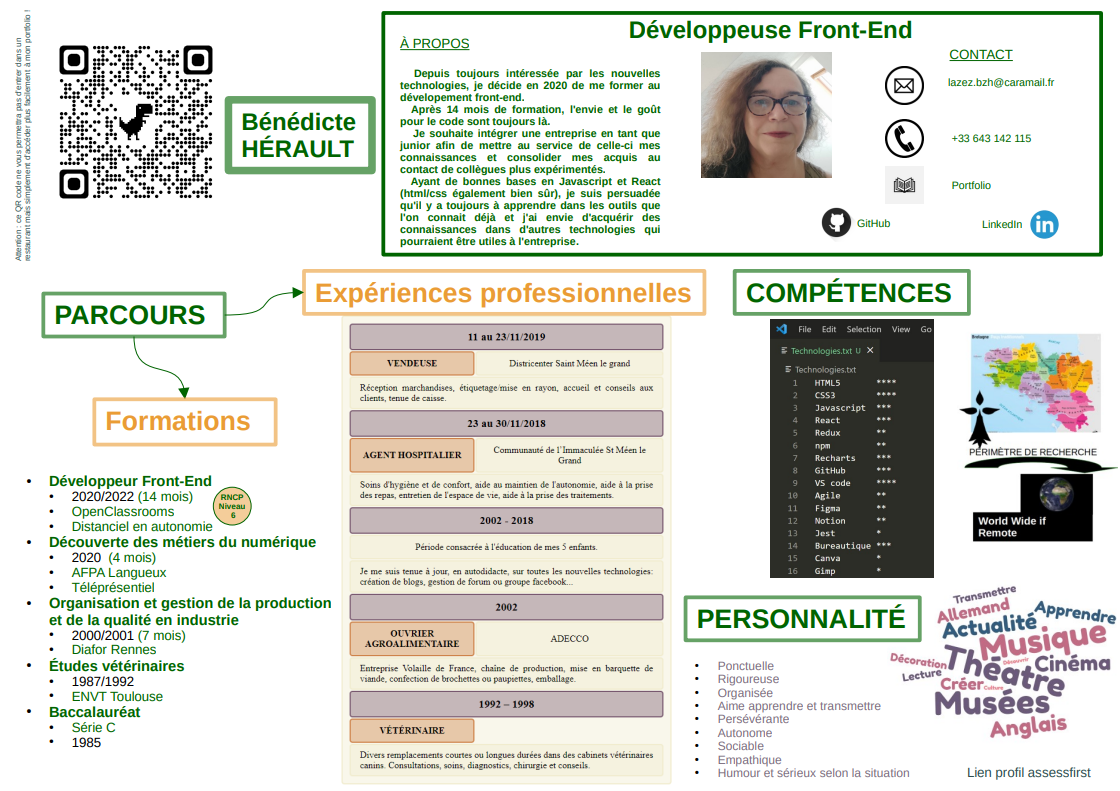 Attention : ce QR code ne vous permettra pas d'entrer dans un
restaurant mais simplement d'accéder plus facilement à mon portfolio !
Bénédicte
HÉRAULT
Développeuse Front-End
À PROPOS
Depuis toujours intéressée par les nouvelles
technologies, je décide en 2020 de me former au
dévelopement front-end.
Après 14 mois de formation, l'envie et le goût
pour le code sont toujours là.
Je souhaite intégrer une entreprise en tant que
junior afin de mettre au service de celle-ci mes
connaissances et consolider mes acquis au
contact de collègues plus expérimentés.
Ayant de bonnes bases en Javascript et React
(html/css également bien sûr), je suis persuadée
qu'il y a toujours à apprendre dans les outils que
l'on connait déjà et j'ai envie d'acquérir des
connaissances dans d'autres technologies qui
pourraient être utiles à l'entreprise.
CONTACT
lazez.bzh@caramail.fr
+33 643 142 115
Portfolio
GitHub
LinkedIn
PARCOURS
Formations
• Développeur Front-End
• 2020/2022 (14 mois)
• OpenClassrooms
• Distanciel en autonomie
RNCP
Niveau
6
• Découverte des métiers du numérique
• 2020 (4 mois)
• AFPA Langueux
• Téléprésentiel
• Organisation et gestion de la production
et de la qualité en industrie
• 2000/2001 (7 mois)
• Diafor Rennes
• Études vétérinaires
• 1987/1992
• ENVT Toulouse
• Baccalauréat
• Série C
• 1985
Expériences professionnelles
11 au 23/11/2019
VENDEUSE Districenter Saint Méen le grand
Réception marchandises, étiquetage/mise en rayon, accueil et conseils aux
clients, tenue de caisse.
23 au 30/11/2018
AGENT HOSPITALIER
Communauté de l'Immaculée St Méen le
Grand
Soins d'hygiène et de confort, aide au maintien de l'autonomie, aide à la prise
des repas, entretien de l'espace de vie, aide à la prise des traitements.
2002 - 2018
Période consacrée à l'éducation de mes 5 enfants.
Je me suis tenue à jour, en autodidacte, sur toutes les nouvelles technologies:
création de blogs, gestion de forum ou groupe facebook...
2002
OUVRIER
AGROALIMENTAIRE
ADECCO
Entreprise Volaille de France, chaîne de production, mise en barquette de
viande, confection de brochettes ou paupiettes, emballage.
1992 – 1998
VÉTÉRINAIRE
Divers remplacements courtes ou longues durées dans des cabinets vétérinaires
canins. Consultations, soins, diagnostics, chirurgie et conseils.
COMPÉTENCES
File Edit Selection View Go
Technologies.txt U ✕
Technologies.txt
1 HTML5 ****
2 CSS3 ****
3 Javascript ***
4 React ***
5 Redux **
6 npm **
7 Recharts ***
8 GitHub ***
9 VS code ****
10 Agile **
11 Figma **
12 Notion **
13 Jest *
14 Bureautique ***
15 Canva *
16 Gimp *
Bretagne
PÉRIMÈTRE DE RECHERCHE
World Wide if
Remote
PERSONNALITÉ
• Ponctuelle
• Rigoureuse
• Organisée
• Aime apprendre et transmettre
• Persévérante
• Autonome
• Sociable
• Empathique
• Humour et sérieux selon la situation
Transmettre
Allemand
Apprendre
Actualité
Musique
Décoration
Théatre
Découvrir
Cinéma
Lecture
Créer
Culture
Musées
Anglais
Lien profil assessfirst